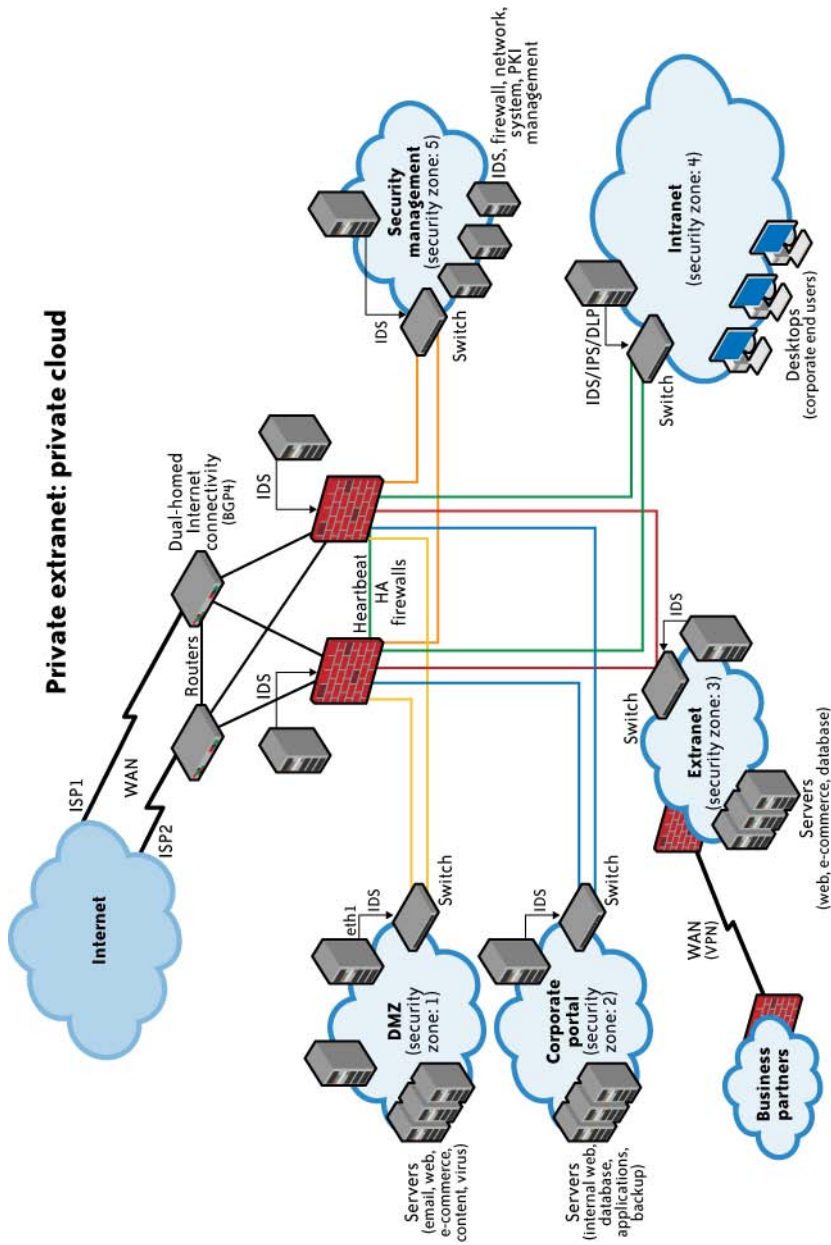 Private extranet: private cloud
Internet
ISP1
WAN
ISP2
Routers
Dual-homed
Internet
connectivity
(BGP4)
IDS
IDS
Heartbeat
HA
firewalls
eth1
IDS
Switch
DMZ
(security
zone: 1)
Servers
(email, web,
e-commerce,
content, virus)
IDS
Switch
Corporate
portal
(security
zone: 2)
Servers
(internal web,
database,
applications,
backup)
IDS
Switch
Security
management
(security zone: 5)
IDS, firewall, network,
system, PKI
management
IDS/IPS/DLP
Switch
Intranet
(security zone: 4)
Desktops
(corporate end users)
Switch
IDS
Extranet
(security zone: 3)
Servers
(web, e-commerce, database)
WAN
(VPN)
Business
partners